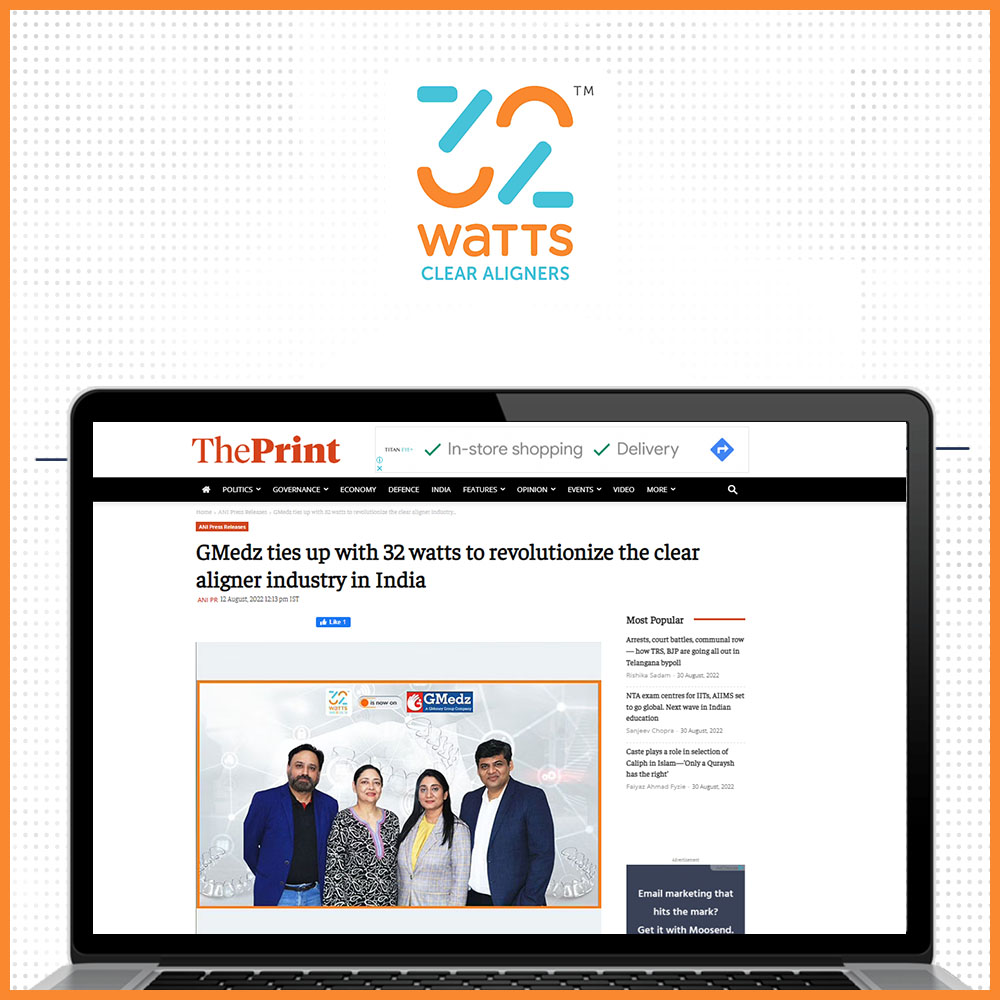 32
TM
WATTS
CLEAR ALIGNERS
ThePrint
TITAN EYE+
In-store shopping
Delivery
POLITICS
GOVERNANCE
ECONOMY
DEFENCE
INDIA
FEATURES
OPINION
EVENTS
VIDEO
MORE
Home › ANI Press Releases › GMedz ties up with 32 watts to revolutionize the clear aligner industry...
ANI Press Releases
GMedz ties up with 32 watts to revolutionize the clear
aligner industry in India
ANI PR 12 August, 2022 12:13 pm IST
Like 1
32
WATTS
is now on
GMedz
A Glintway Group Company
Most Popular
Arrests, court battles, communal row
— how TRS, BJP are going all out in
Telangana bypoll
Rishika Sadam - 30 August, 2022
NTA exam centres for IITs, AIIMS set
to go global. Next wave in Indian
education
Sanjeev Chopra - 30 August, 2022
Caste plays a role in selection of
Caliph in Islam—‘Only a Quraysh
has the right’
Faiyaz Ahmad Fyzie - 30 August, 2022
Advertisement
Email marketing that
hits the mark?
Get it with Moosend.